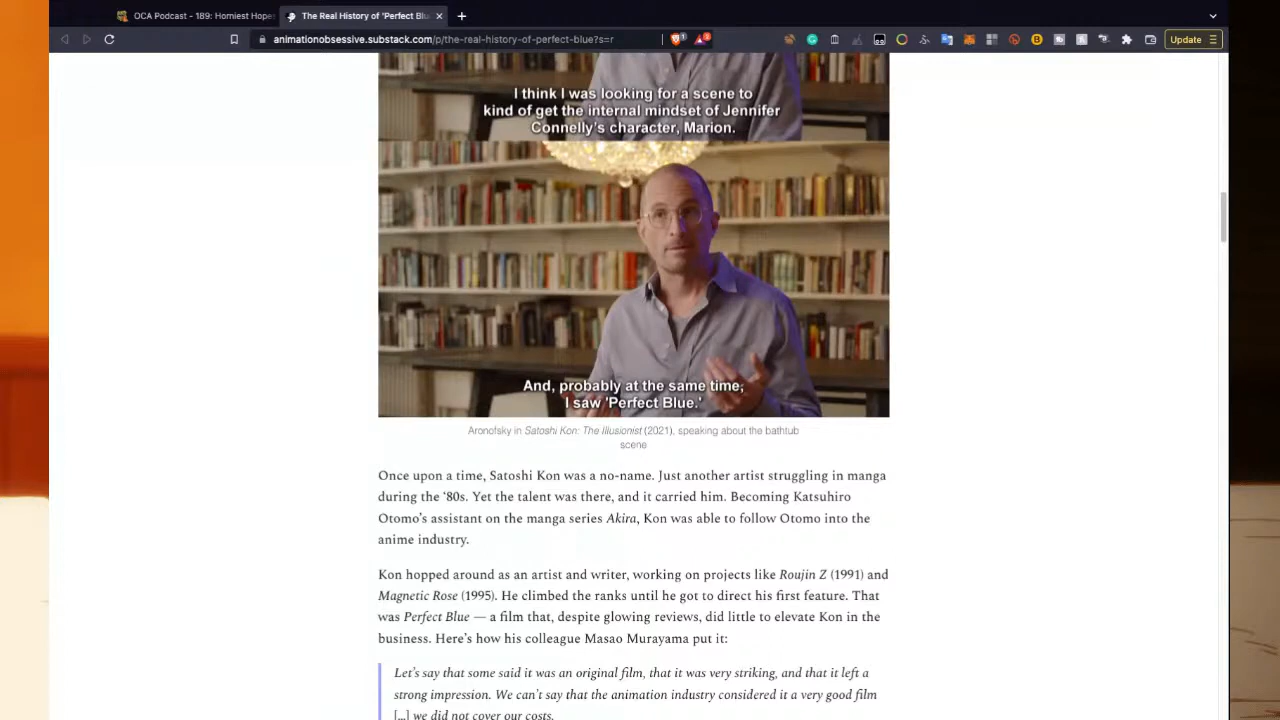 OCA Podcast - 189: Horniest Hope
The Real History of 'Perfect Blu
animationobsessive.substack.com/p/the-real-history-of-perfect-blue?s=r
Update
I think I was looking for a scene to
kind of get the internal mindset of Jennifer
Connelly's character, Marion.
And, probably at the same time,
I saw 'Perfect Blue.'
Aronofsky in Satoshi Kon: The Illusionist (2021), speaking about the bathtub
scene
Once upon a time, Satoshi Kon was a no-name. Just another artist struggling in manga
during the ‘80s. Yet the talent was there, and it carried him. Becoming Katsuhiro
Otomo’s assistant on the manga series Akira, Kon was able to follow Otomo into the
anime industry.
Kon hopped around as an artist and writer, working on projects like Roujin Z (1991) and
Magnetic Rose (1995). He climbed the ranks until he got to direct his first feature. That
was Perfect Blue — a film that, despite glowing reviews, did little to elevate Kon in the
business. Here’s how his colleague Masao Murayama put it:
Let’s say that some said it was an original film, that it was very striking, and that it left a
strong impression. We can’t say that the animation industry considered it a very good film
[...] we did not cover our costs.